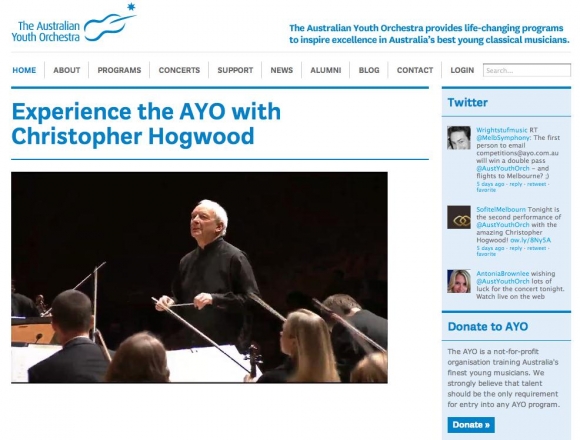 The Australian
Youth Orchestra
The Australian Youth Orchestra provides life-changing programs
to inspire excellence in Australia's best young classical musicians.
HOME ABOUT PROGRAMS CONCERTS SUPPORT NEWS ALUMNI BLOG CONTACT LOGIN Search...
Experience the AYO with
Christopher Hogwood
Twitter
Wrightstufmusic RT
@MelbSymphony: The first
person to email
competitions@ayo.com.au
will win a double pass
@AustYouthOrch – and
flights to Melbourne? ;)
5 days ago · reply · retweet ·
favorite
SofitelMelbourn Tonight is
the second performance of
@AustYouthOrch with the
amazing Christopher
Hogwood! ow.ly/8Ny5A
5 days ago · reply · retweet ·
favorite
AntoniaBrownlee wishing
@AustYouthOrch lots of
luck for the concert tonight.
Watch live on the web
Donate to AYO
The AYO is a not-for-profit
organisation training Australia's
finest young musicians. We
strongly believe that talent
should be the only requirement
for entry into any AYO program.
Donate »